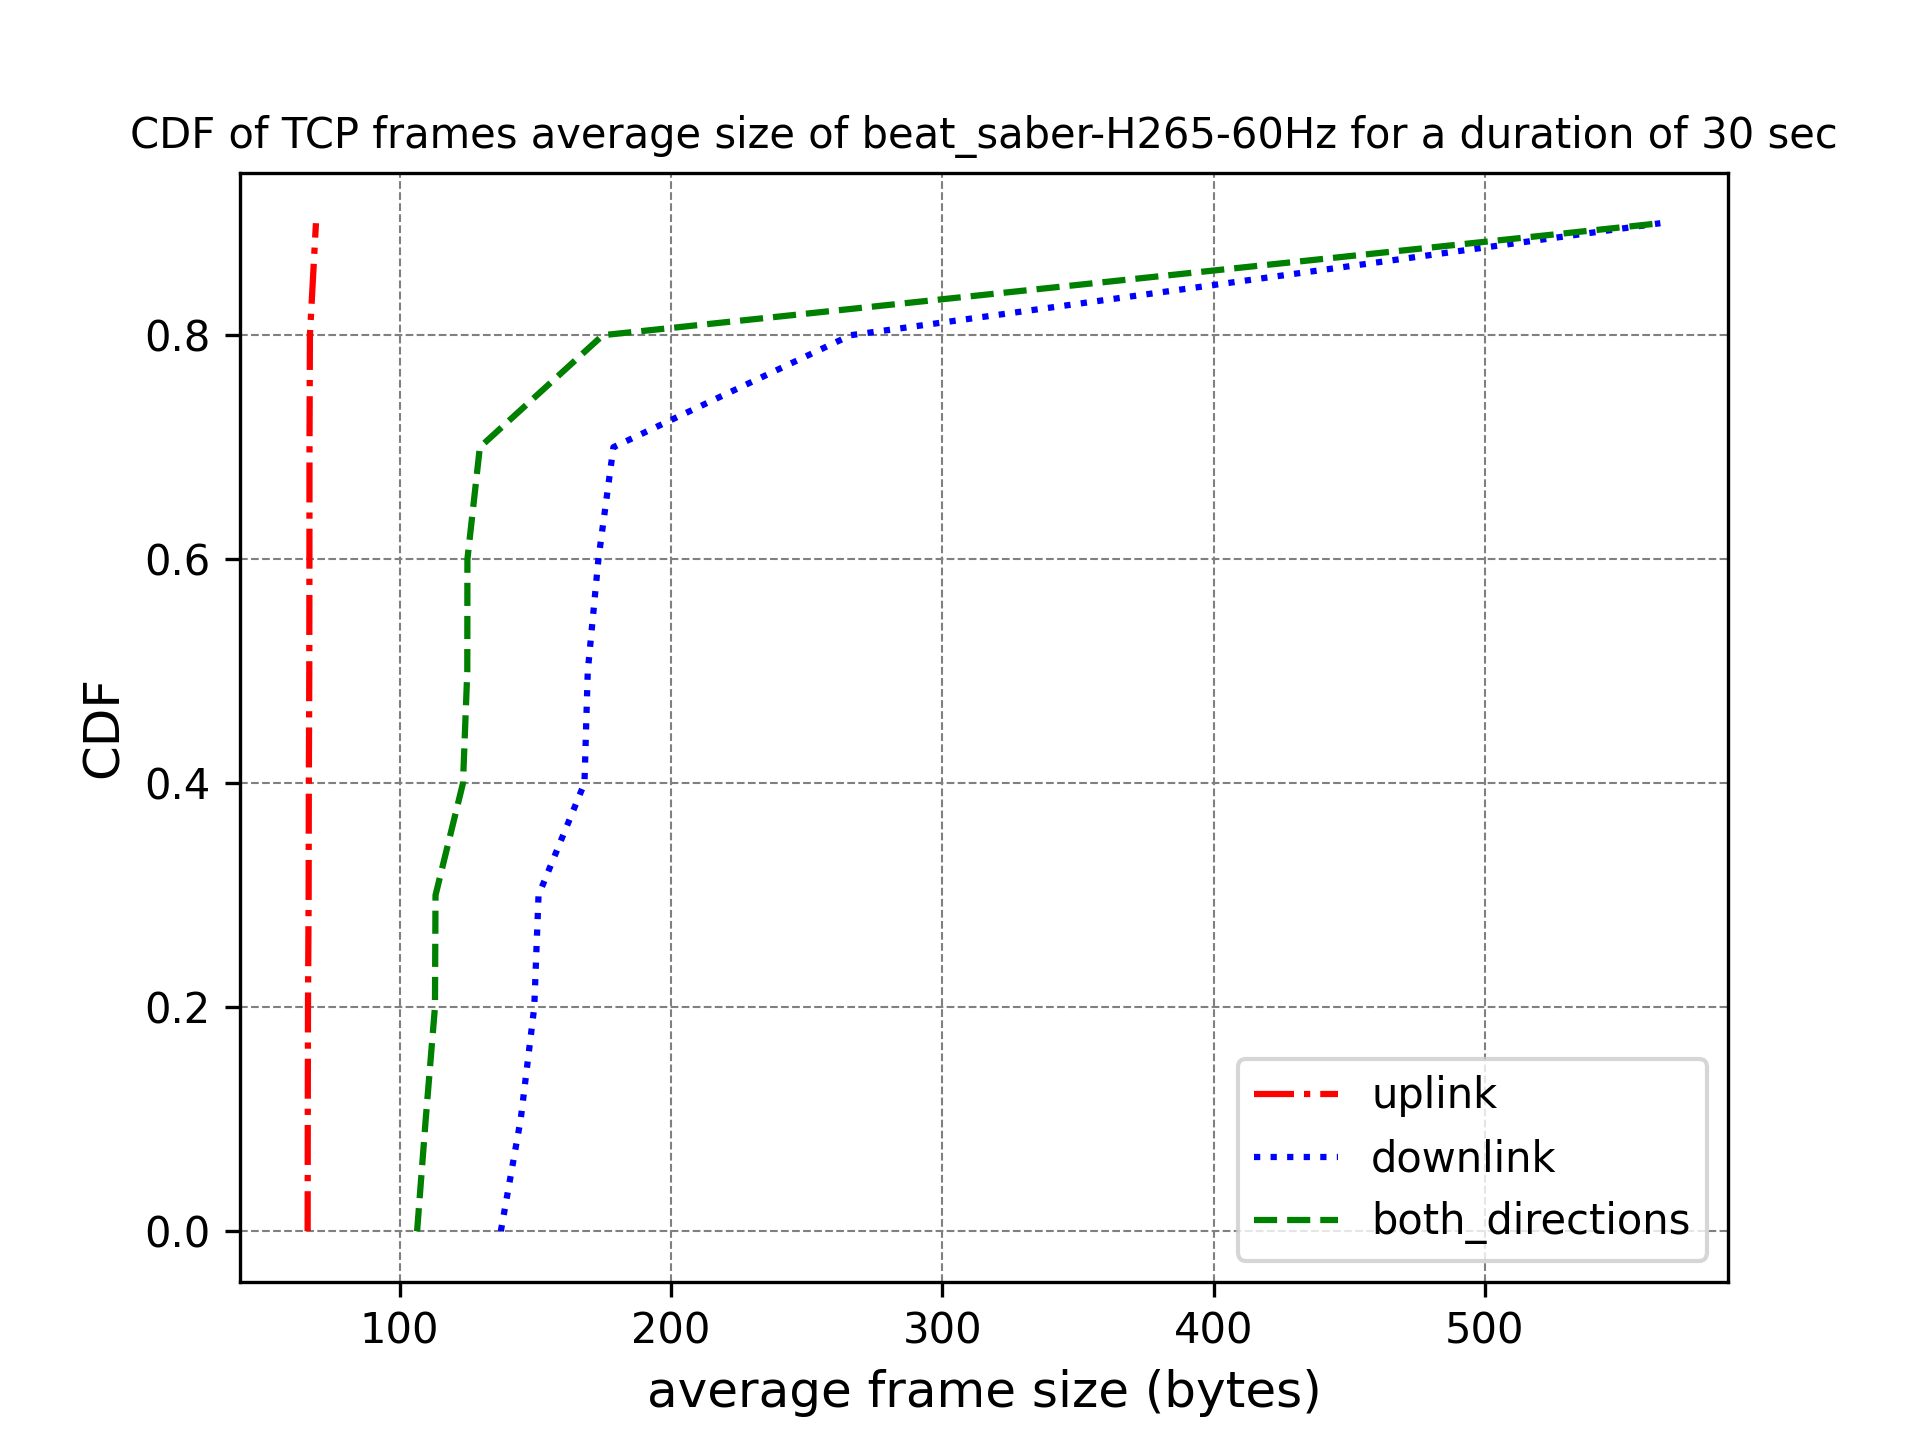 CDF of TCP frames average size of beat_saber-H265-60Hz for a duration of 30 sec
0.8
0.6
0.4
0.2
0.0
CDF
uplink
downlink
both_directions
100 200 300 400 500
average frame size (bytes)